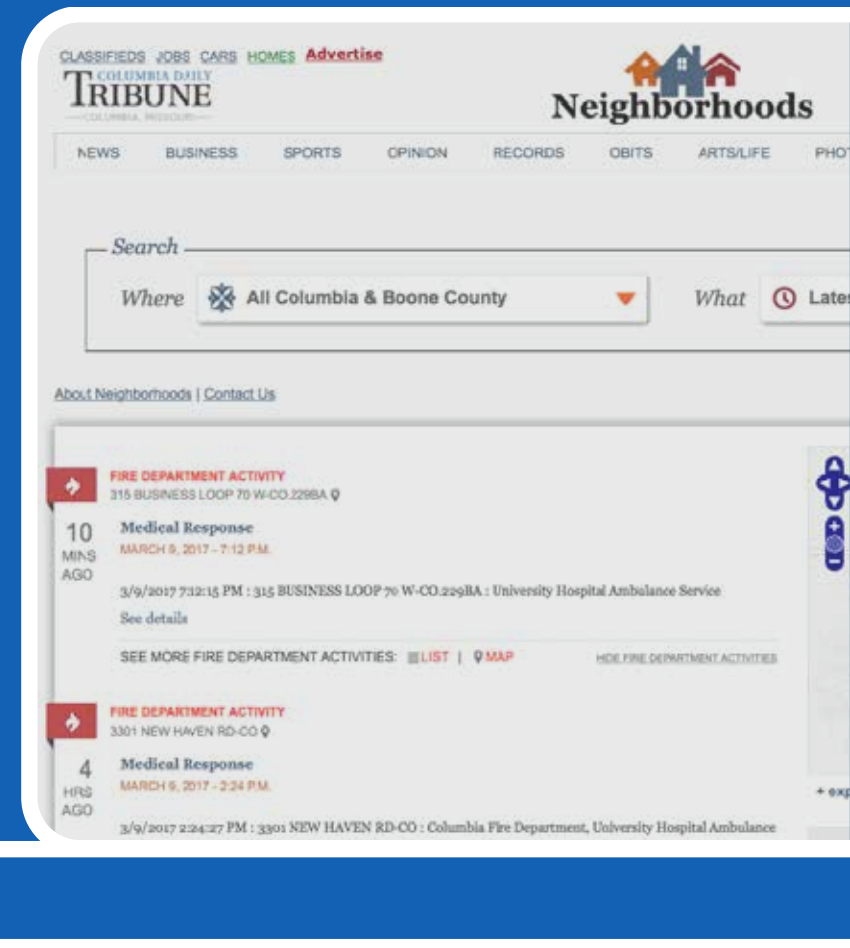 CLASSIFIEDS JOBS CARS HOMES Advertise
COLUMBIA DAILY
TRIBUNE
COLUMBIA, MISSOURI
Neighborhoods
NEWS BUSINESS SPORTS OPINION RECORDS OBITS ARTS/LIFE PHOT
Search
Where All Columbia & Boone County What Lates
About Neighborhoods | Contact Us
FIRE DEPARTMENT ACTIVITY
315 BUSINESS LOOP 70 W-CO.229BA
10
MINS
AGO
Medical Response
MARCH 9, 2017 - 7:12 P.M.
3/9/2017 7:12:15 PM : 315 BUSINESS LOOP 70 W-CO.229BA : University Hospital Ambulance Service
See details
SEE MORE FIRE DEPARTMENT ACTIVITIES: LIST | MAP HIDE FIRE DEPARTMENT ACTIVITIES
FIRE DEPARTMENT ACTIVITY
3301 NEW HAVEN RD-CO
4
HRS
AGO
Medical Response
MARCH 9, 2017 - 2:24 P.M.
3/9/2017 2:24:27 PM : 3301 NEW HAVEN RD-CO : Columbia Fire Department, University Hospital Ambulance
+ exp